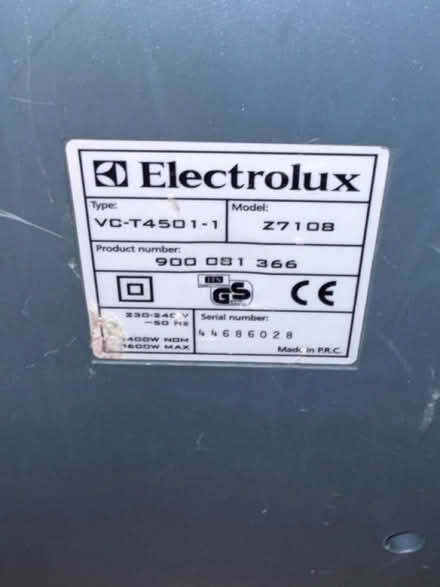 Electrolux
Type:
VC-T4501-1
Model:
Z7108
Product number:
900 081 366
GS
CE
230-240V
~50 Hz
400W NOM
1600W MAX
Serial number:
44686028
Made in P.R.C.